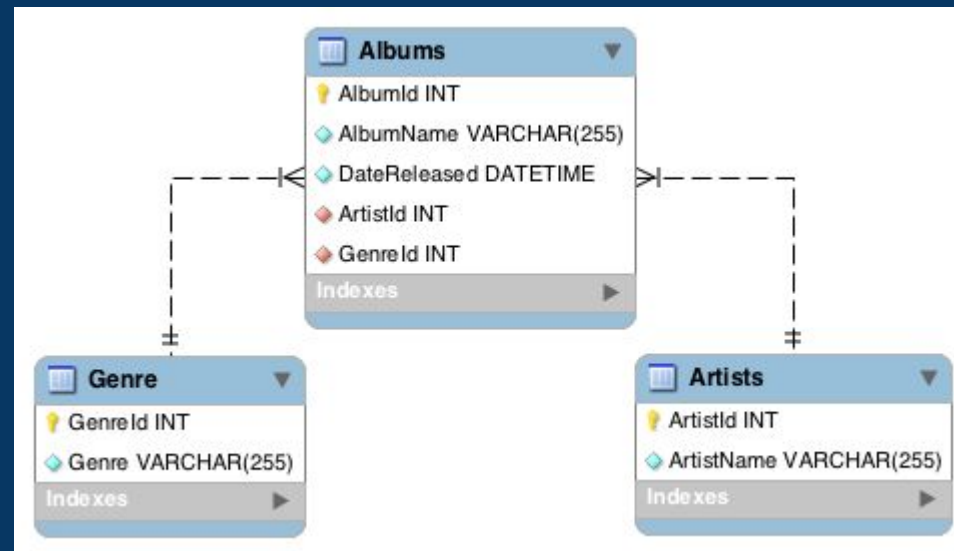 Albums
AlbumId INT
AlbumName VARCHAR(255)
DateReleased DATETIME
ArtistId INT
GenreId INT
Indexes
Genre
GenreId INT
Genre VARCHAR(255)
Indexes
Artists
ArtistId INT
ArtistName VARCHAR(255)
Indexes